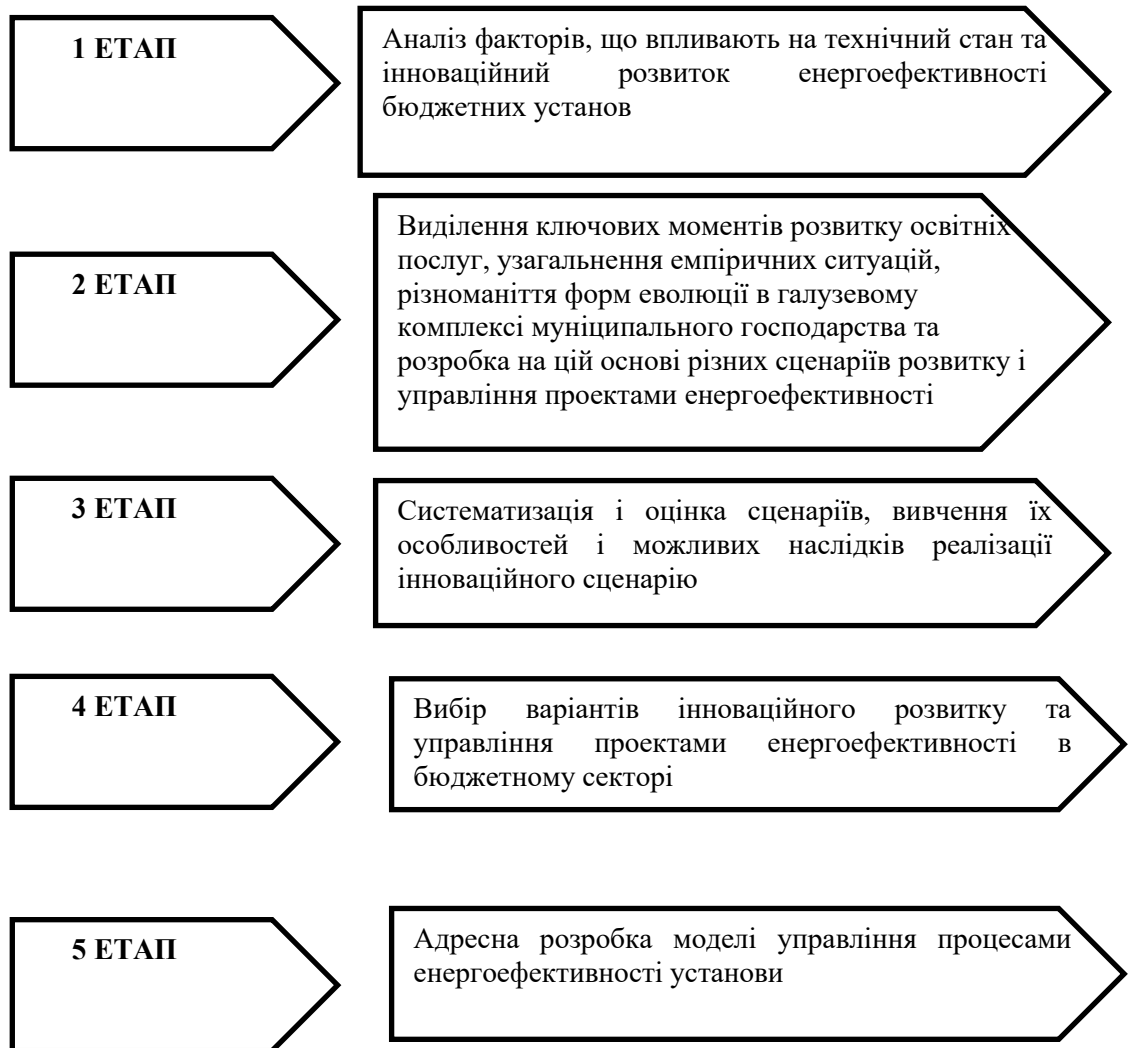 1 ЕТАП
Аналіз факторів, що впливають на технічний стан та
інноваційний розвиток енергоефективності
бюджетних установ
2 ЕТАП
Виділення ключових моментів розвитку освітніх
послуг, узагальнення емпіричних ситуацій,
різноманіття форм еволюції в галузевому
комплексі муніципального господарства та
розробка на цій основі різних сценаріїв розвитку і
управління проектами енергоефективності
3 ЕТАП
Систематизація і оцінка сценаріїв, вивчення їх
особливостей і можливих наслідків реалізації
інноваційного сценарію
4 ЕТАП
Вибір варіантів інноваційного розвитку та
управління проектами енергоефективності в
бюджетному секторі
5 ЕТАП
Адресна розробка моделі управління процесами
енергоефективності установи